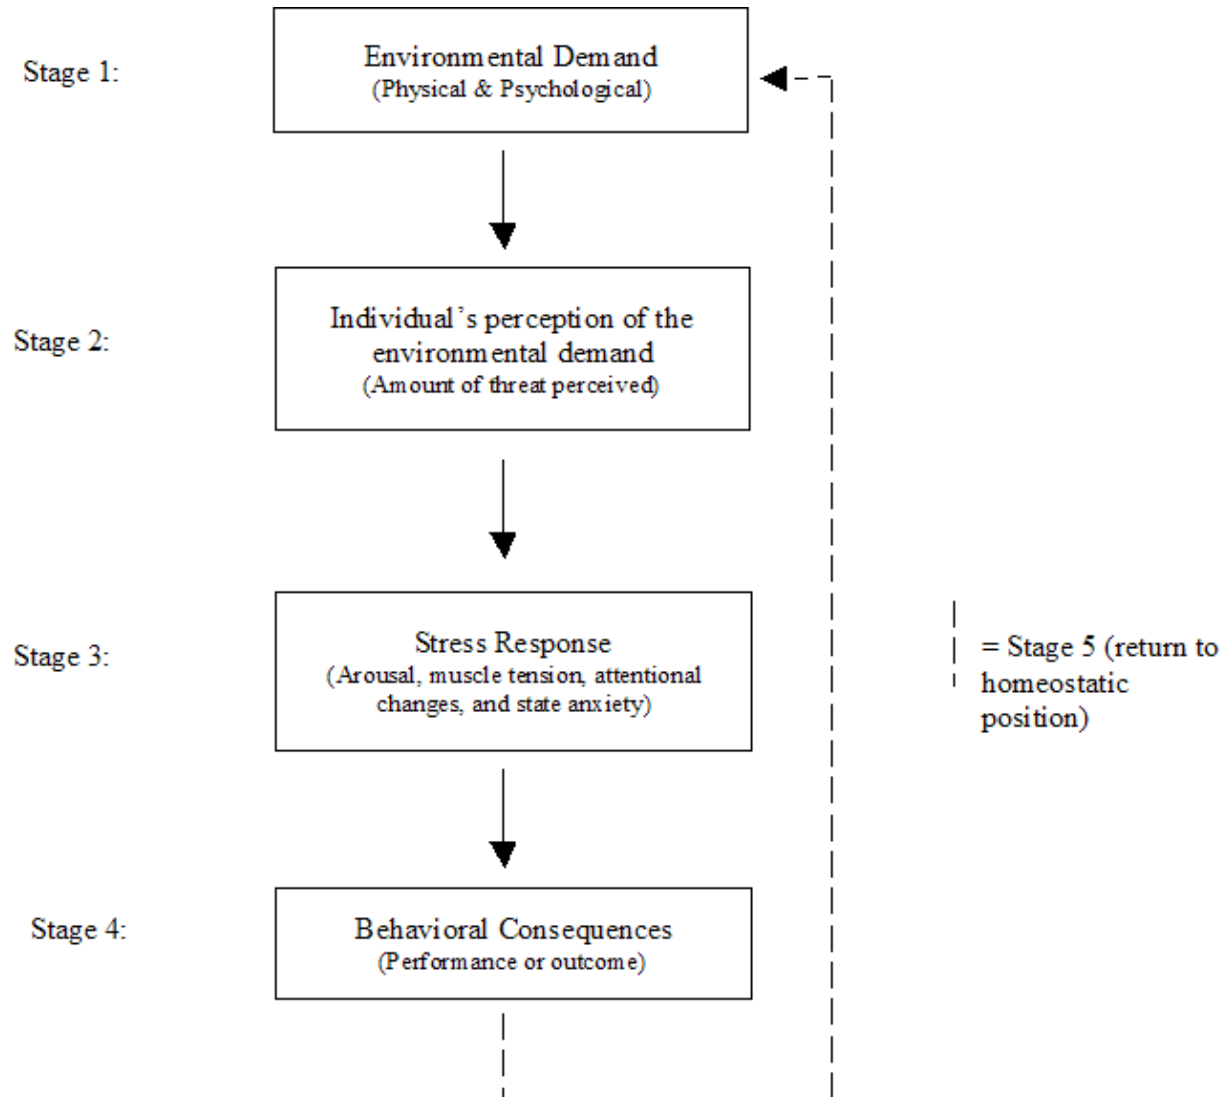 Stage 1:
Environmental Demand
(Physical & Psychological)
Stage 2:
Individual's perception of the
environmental demand
(Amount of threat perceived)
Stage 3:
Stress Response
(Arousal, muscle tension, attentional
changes, and state anxiety)
= Stage 5 (return to
homeostatic
position)
Stage 4:
Behavioral Consequences
(Performance or outcome)